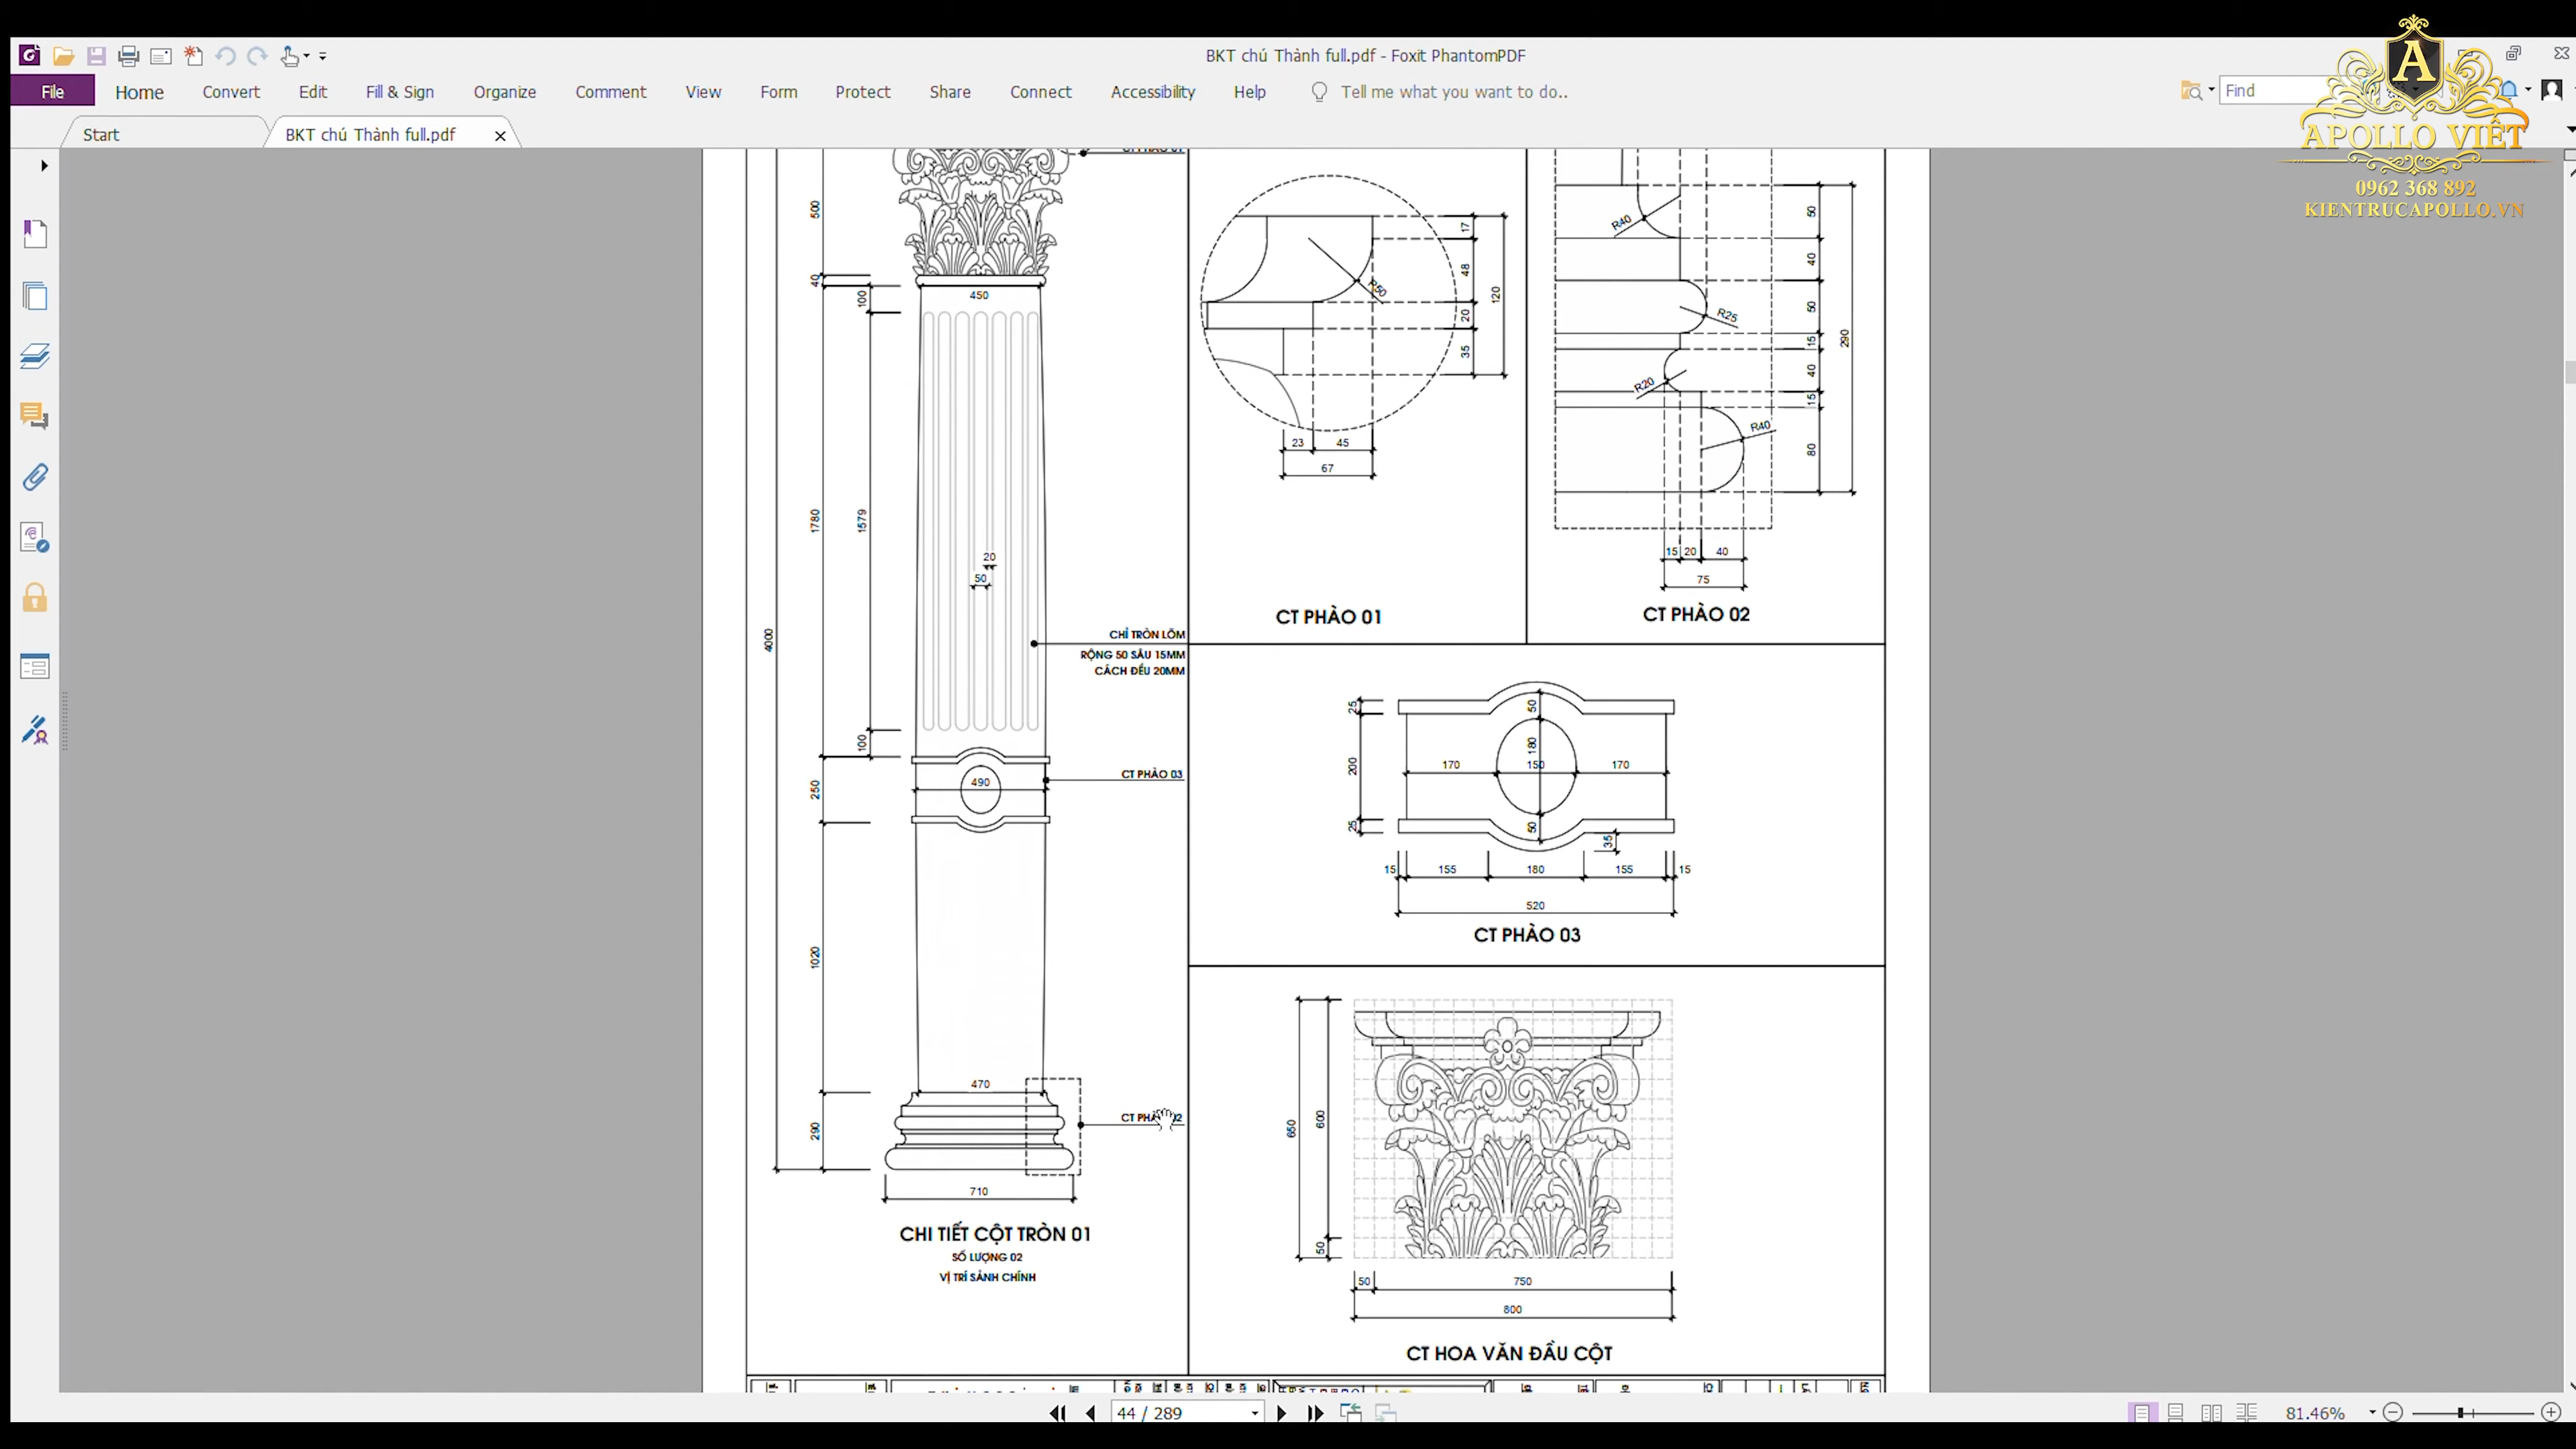 BKT chú Thành full.pdf - Foxit PhantomPDF
File Home Convert Edit Fill & Sign Organize Comment View Form Protect Share Connect Accessibility Help Tell me what you want to do.. Find
A
APOLLO VIỆT
0962 368 892
KIENTRUCAPOLLO.VN
Start
BKT chú Thành full.pdf
4000
500
40
1780
250
1020
290
100
1579
100
450
20
50
490
470
710
CHỈ TRÒN LÕM
RỘNG 50 SÂU 15MM
CÁCH ĐỀU 20MM
CT PHÀO 03
CHI TIẾT CỘT TRÒN 01
SỐ LƯỢNG 02
VỊ TRÍ SẢNH CHÍNH
R50
17
48
20
35
120
23 45
67
CT PHÀO 01
R40
R25
R20
R40
50
40
50
15
40
15
80
290
15 20 40
75
CT PHÀO 02
25
200
25
50
180
170 150 170
50
35
15 155 180 155 15
520
CT PHÀO 03
650
600
50
50 750
800
CT HOA VĂN ĐẦU CỘT
44 / 289
81.46%